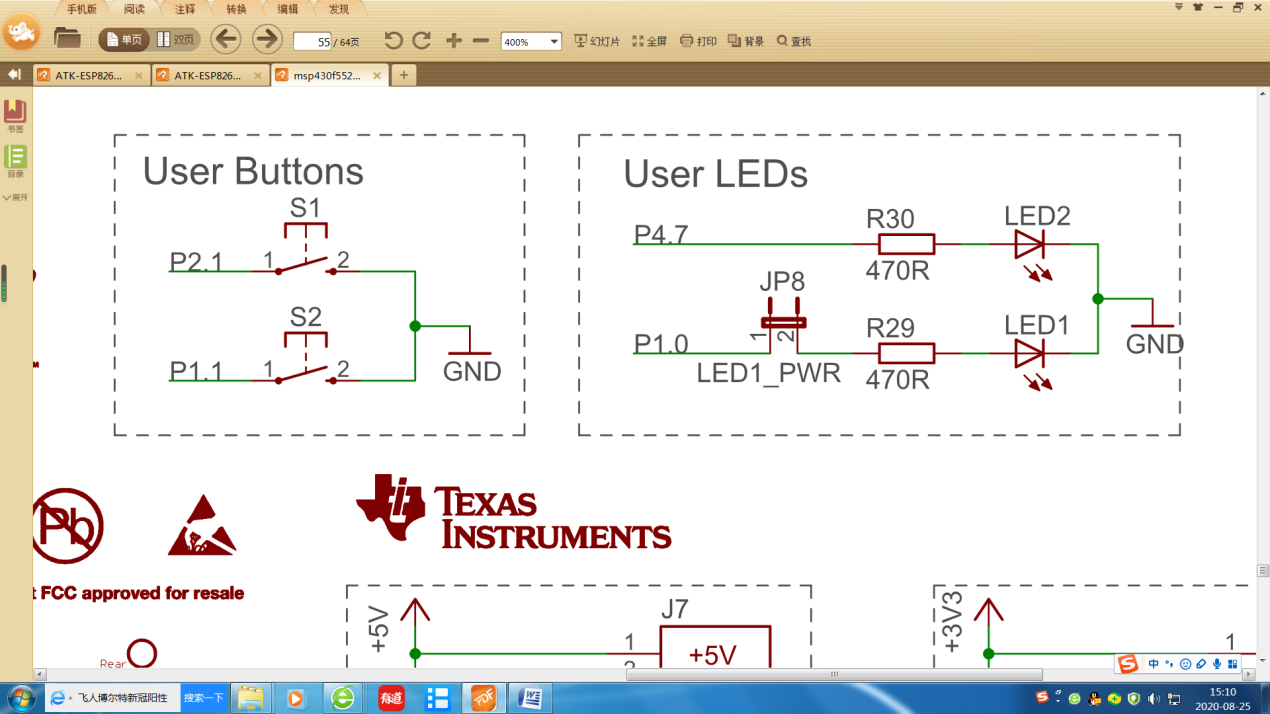 手机版 阅读 注释 转换 编辑 发现
单页 双页 55 / 64页 400% 幻灯片 全屏 打印 背景 查找
ATK-ESP826... × ATK-ESP826... × msp430f552... × +
书签
目录
展开
User Buttons
S1
P2.1 1 2
S2
P1.1 1 2
GND
User LEDs
P4.7 R30 LED2
470R
JP8
P1.0 1 2 R29 LED1
LED1_PWR 470R
GND
Pb
TEXAS
INSTRUMENTS
t FCC approved for resale
Rear
+5V
J7
1
+5V
+3V3
1
中
飞人博尔特新冠阳性 搜索一下
有道
PDF
15:10
2020-08-25